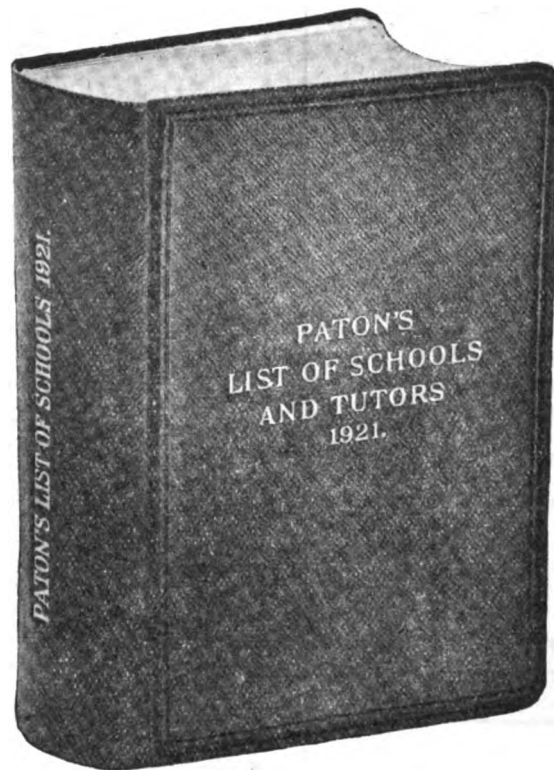 PATON'S LIST OF SCHOOLS 1921.
PATON'S
LIST OF SCHOOLS
AND TUTORS
1921.